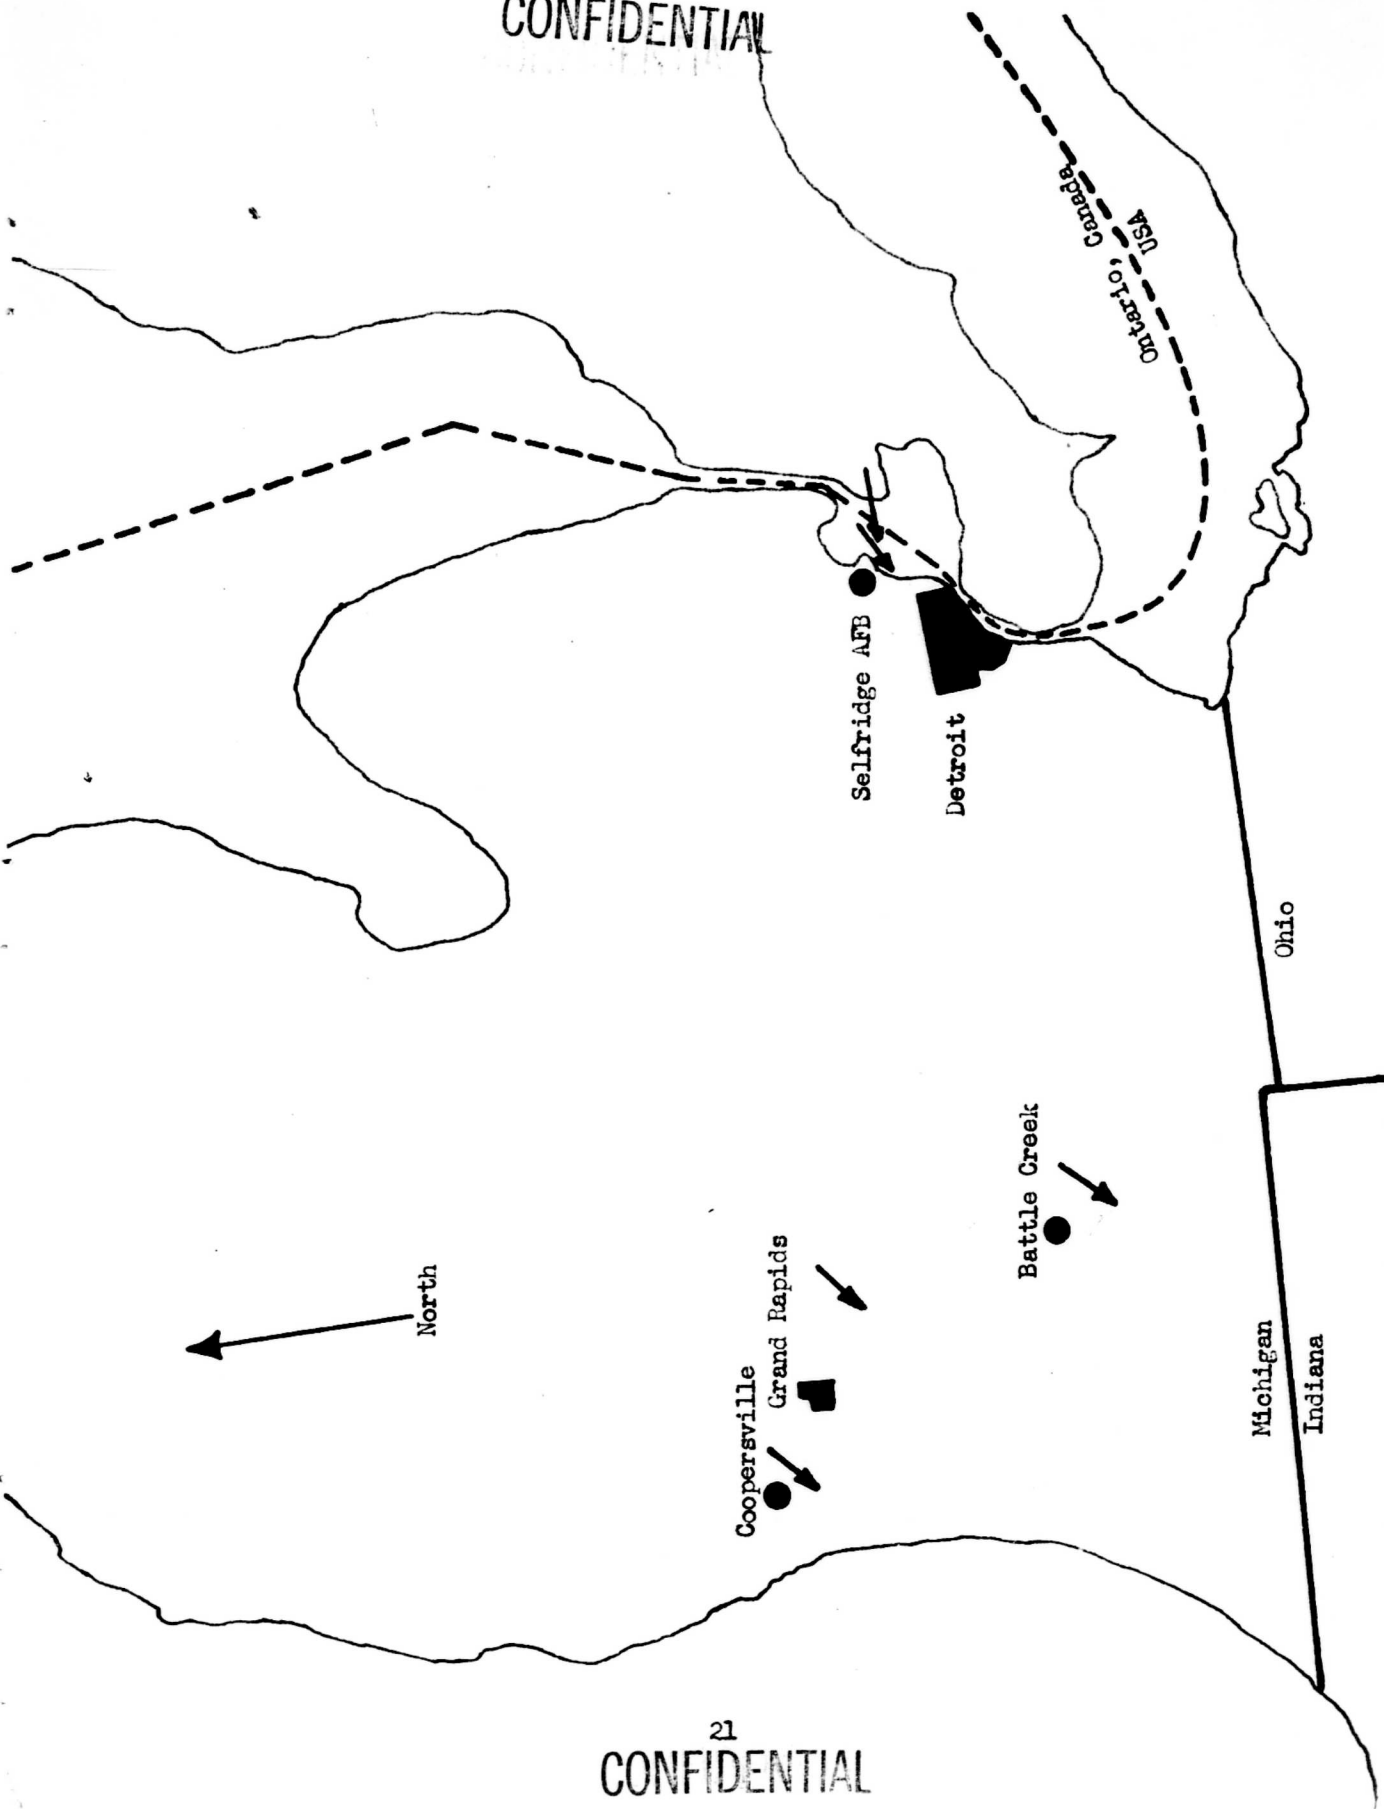 CONFIDENTIAL
Ontario, Canada
USA
Selfridge AFB
Detroit
Ohio
Battle Creek
North
Grand Rapids
Coopersville
Michigan
Indiana
21
CONFIDENTIAL